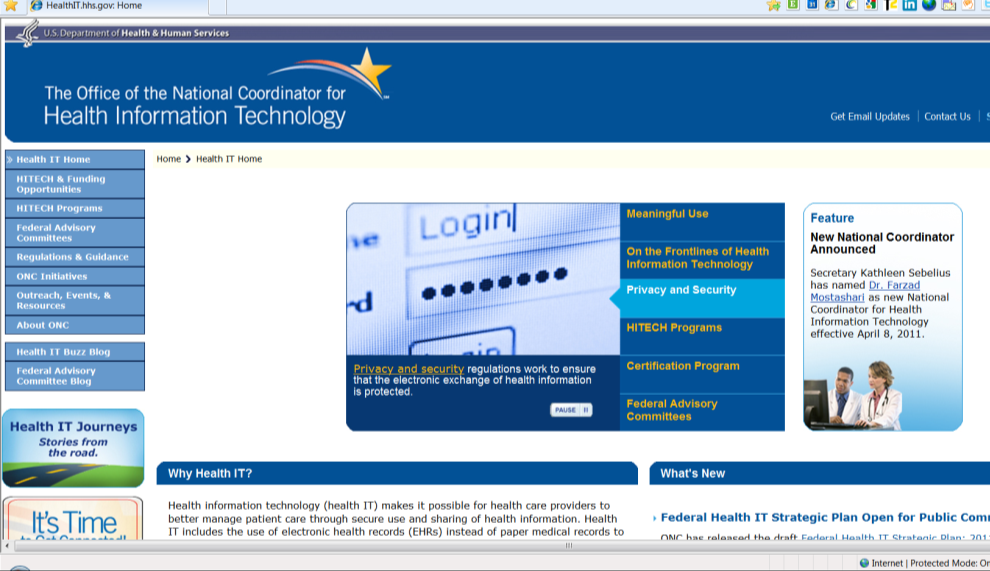 HealthIT.hhs.gov: Home
U.S. Department of Health & Human Services
The Office of the National Coordinator for
Health Information Technology
Get Email Updates
Contact Us
Health IT Home
HITECH & Funding
Opportunities
HITECH Programs
Federal Advisory
Committees
Regulations & Guidance
ONC Initiatives
Outreach, Events, &
Resources
About ONC
Health IT Buzz Blog
Federal Advisory
Committee Blog
Health IT Journeys
Stories from
the road.
It's Time
to Get Connected!
Home > Health IT Home
Login
Login
Privacy and security regulations work to ensure
that the electronic exchange of health information
is protected.
PAUSE
Meaningful Use
On the Frontlines of Health
Information Technology
Privacy and Security
HITECH Programs
Certification Program
Federal Advisory
Committees
Feature
New National Coordinator
Announced
Secretary Kathleen Sebelius
has named Dr. Farzad
Mostashari as new National
Coordinator for Health
Information Technology
effective April 8, 2011.
Why Health IT?
Health information technology (health IT) makes it possible for health care providers to
better manage patient care through secure use and sharing of health information. Health
IT includes the use of electronic health records (EHRs) instead of paper medical records to
What's New
Federal Health IT Strategic Plan Open for Public Com
ONC has released the draft Federal Health IT Strategic Plan: 201
Internet | Protected Mode: On